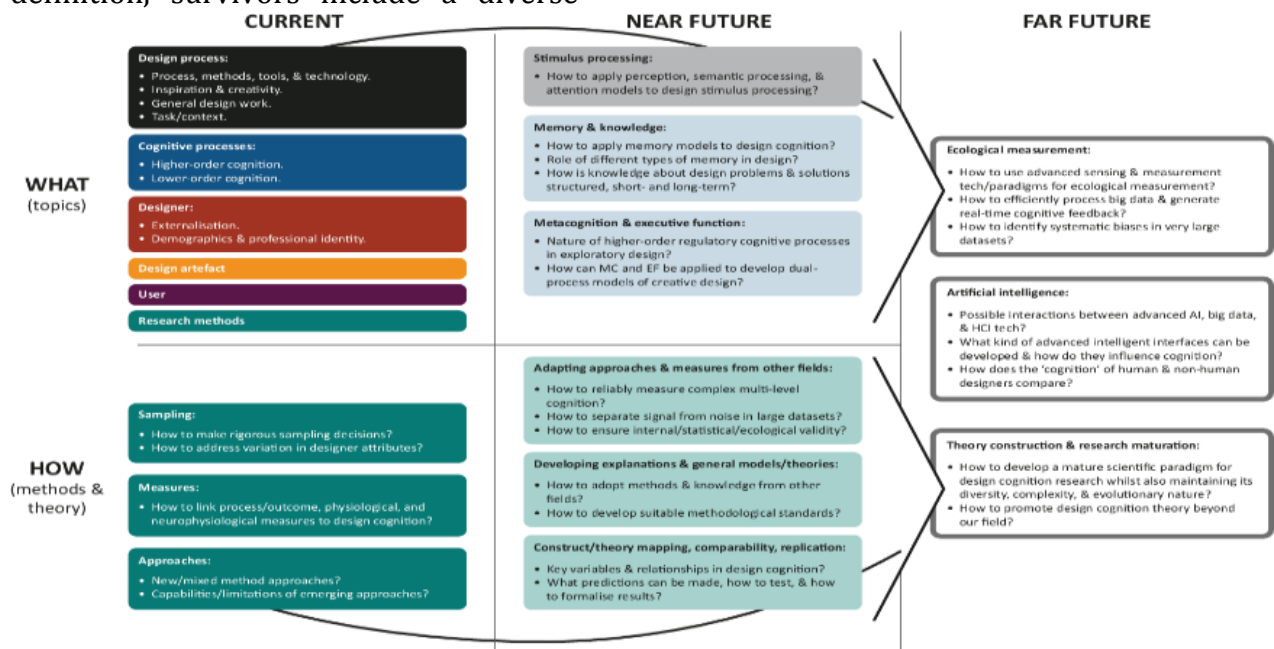 definition, survivors include a diverse
CURRENT
NEAR FUTURE
FAR FUTURE
WHAT
(topics)
Design process:
• Process, methods, tools, & technology.
• Inspiration & creativity.
• General design work.
• Task/context.
Cognitive processes:
• Higher-order cognition.
• Lower-order cognition.
Designer:
• Externalisation.
• Demographics & professional identity.
Design artefact
User
Research methods
Stimulus processing:
• How to apply perception, semantic processing, &
attention models to design stimulus processing?
Memory & knowledge:
• How to apply memory models to design cognition?
• Role of different types of memory in design?
• How is knowledge about design problems & solutions
structured, short- and long-term?
Metacognition & executive function:
• Nature of higher-order regulatory cognitive processes
in exploratory design?
• How can MC and EF be applied to develop dual-
process models of creative design?
Ecological measurement:
• How to use advanced sensing & measurement
tech/paradigms for ecological measurement?
• How to efficiently process big data & generate
real-time cognitive feedback?
• How to identify systematic biases in very large
datasets?
Artificial intelligence:
• Possible interactions between advanced AI, big data,
& HCI tech?
• What kind of advanced intelligent interfaces can be
developed & how do they influence cognition?
• How does the 'cognition' of human & non-human
designers compare?
HOW
(methods &
theory)
Sampling:
• How to make rigorous sampling decisions?
• How to address variation in designer attributes?
Measures:
• How to link process/outcome, physiological, and
neurophysiological measures to design cognition?
Approaches:
• New/mixed method approaches?
• Capabilities/limitations of emerging approaches?
Adapting approaches & measures from other fields:
• How to reliably measure complex multi-level
cognition?
• How to separate signal from noise in large datasets?
• How to ensure internal/statistical/ecological validity?
Developing explanations & general models/theories:
• How to adopt methods & knowledge from other
fields?
• How to develop suitable methodological standards?
Construct/theory mapping, comparability, replication:
• Key variables & relationships in design cognition?
• What predictions can be made, how to test, & how
to formalise results?
Theory construction & research maturation:
• How to develop a mature scientific paradigm for
design cognition research whilst also maintaining its
diversity, complexity, & evolutionary nature?
• How to promote design cognition theory beyond
our field?